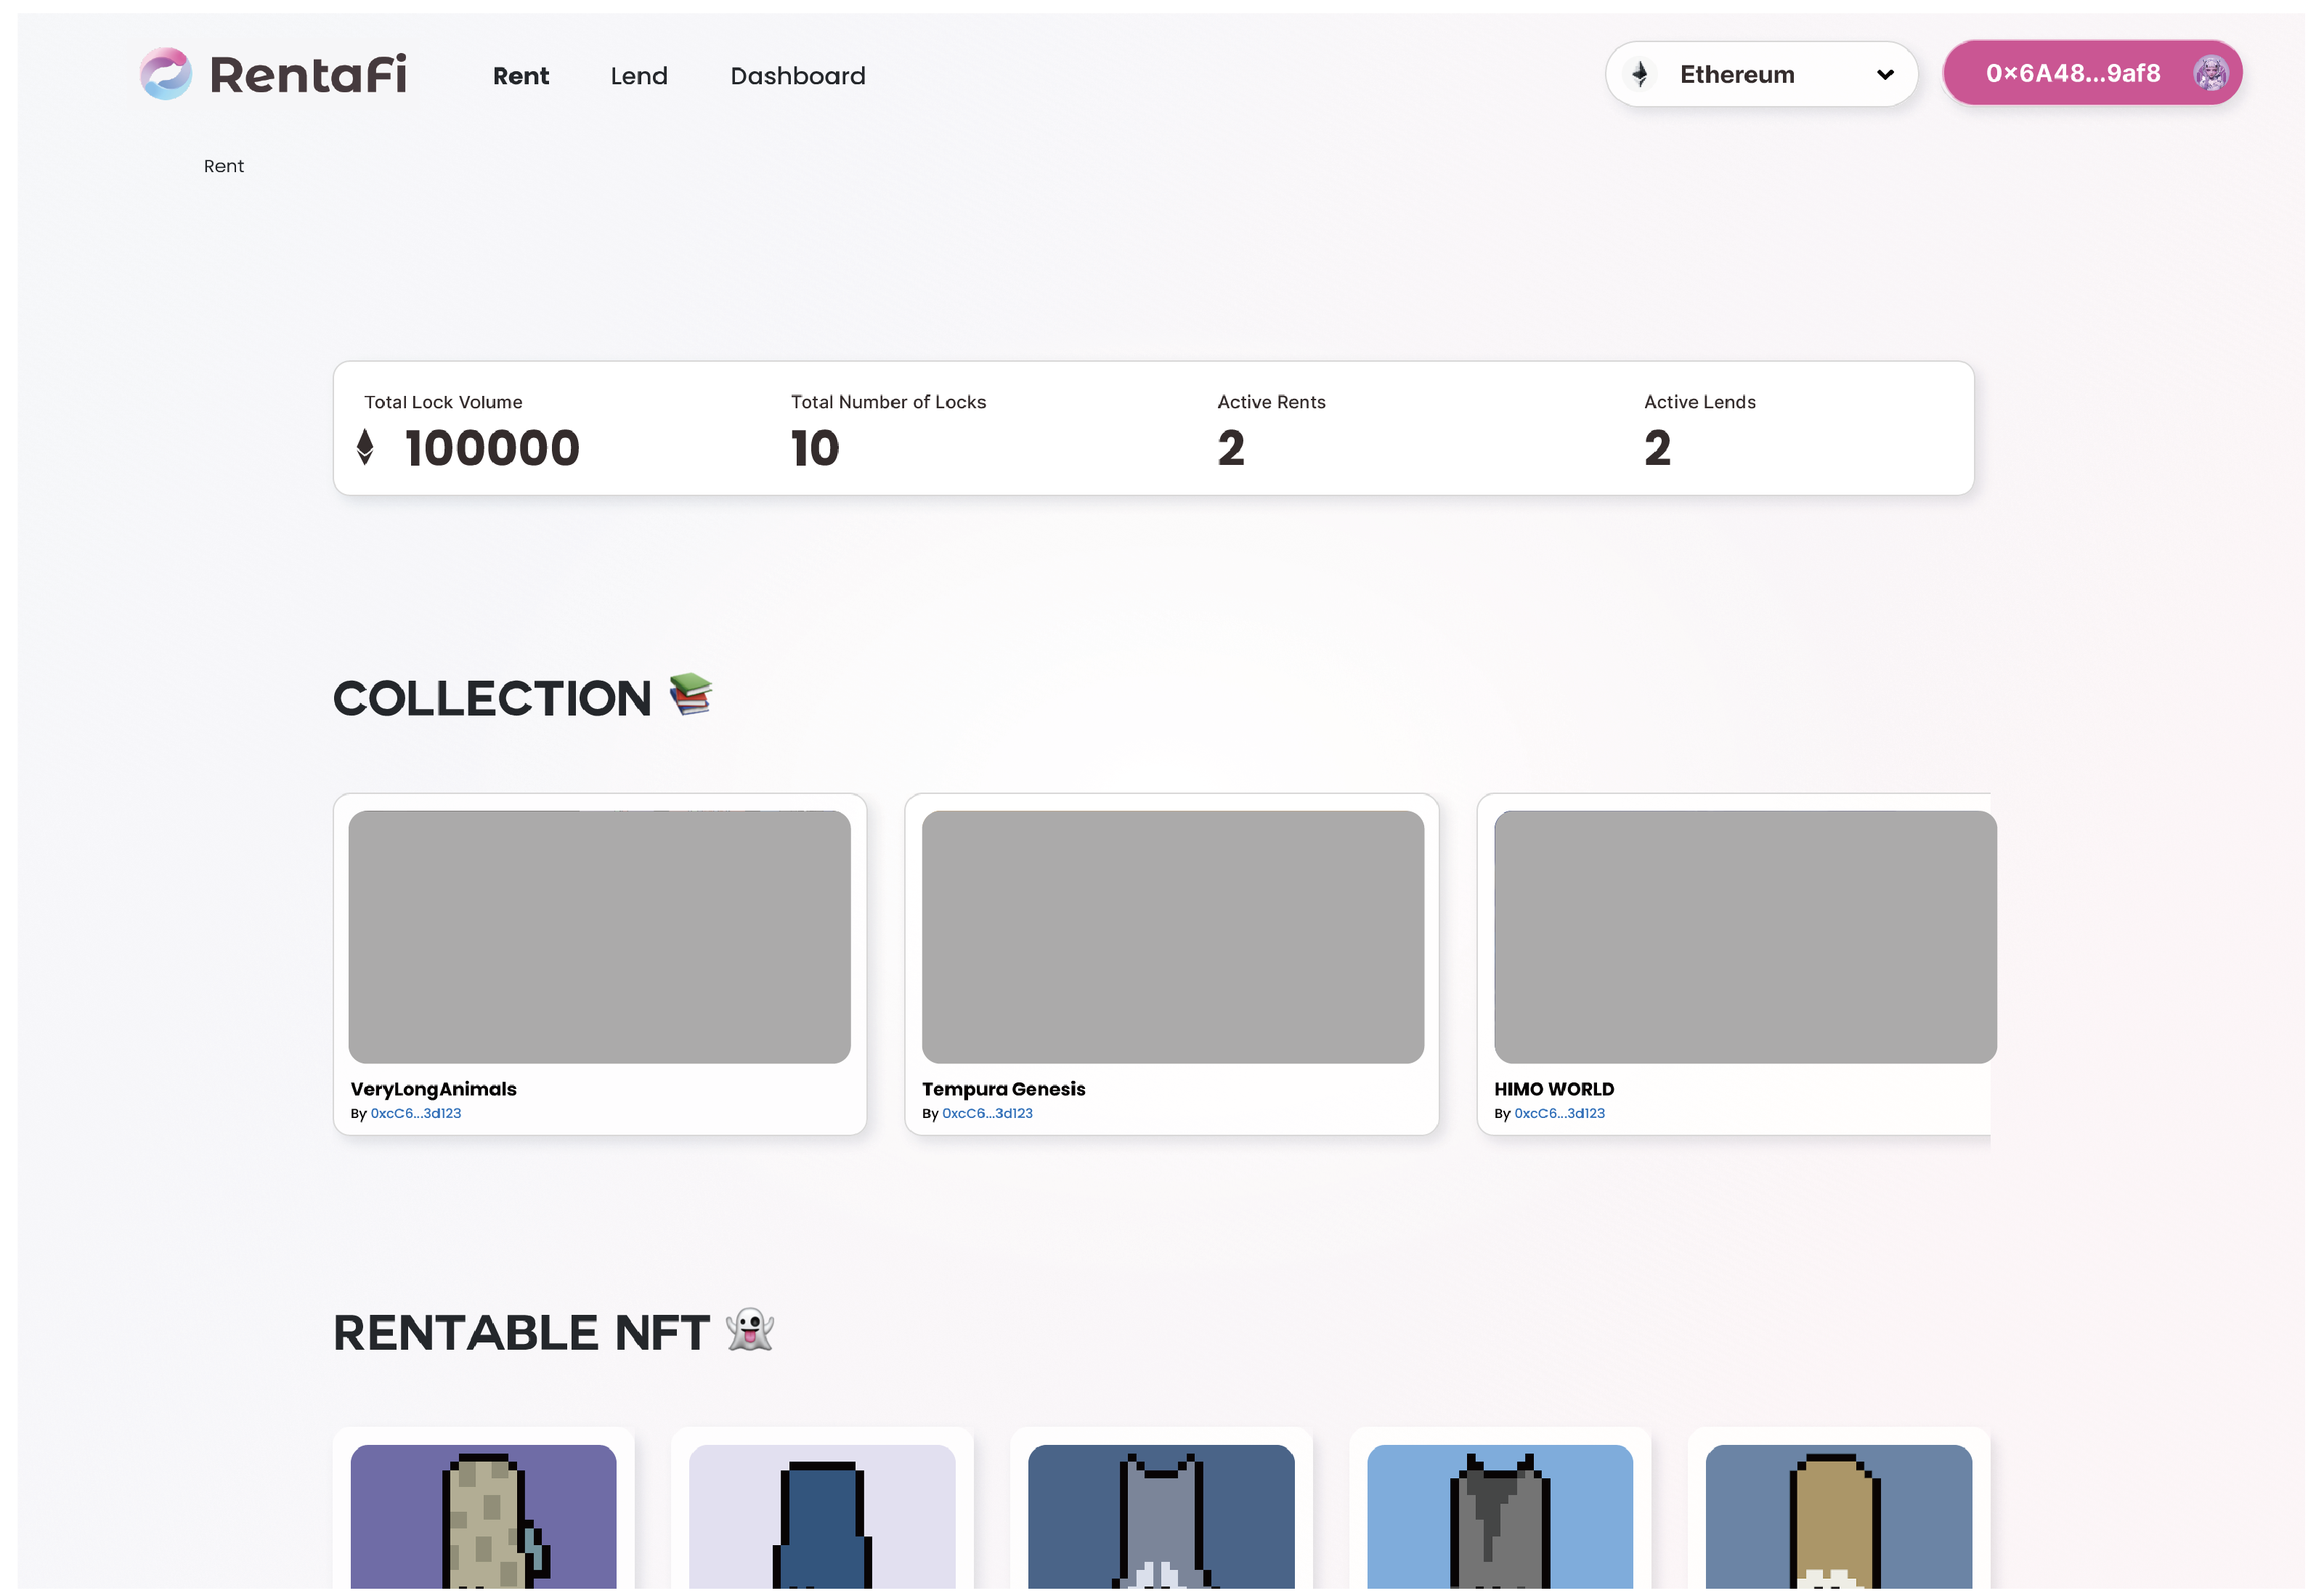 RentaFi
Rent
Lend
Dashboard
Ethereum
0×6A48...9af8
Rent
Total Lock Volume
100000
Total Number of Locks
10
Active Rents
2
Active Lends
2
COLLECTION
VeryLongAnimals
By 0xcC6...3d123
Tempura Genesis
By 0xcC6...3d123
HIMO WORLD
By 0xcC6...3d123
RENTABLE NFT